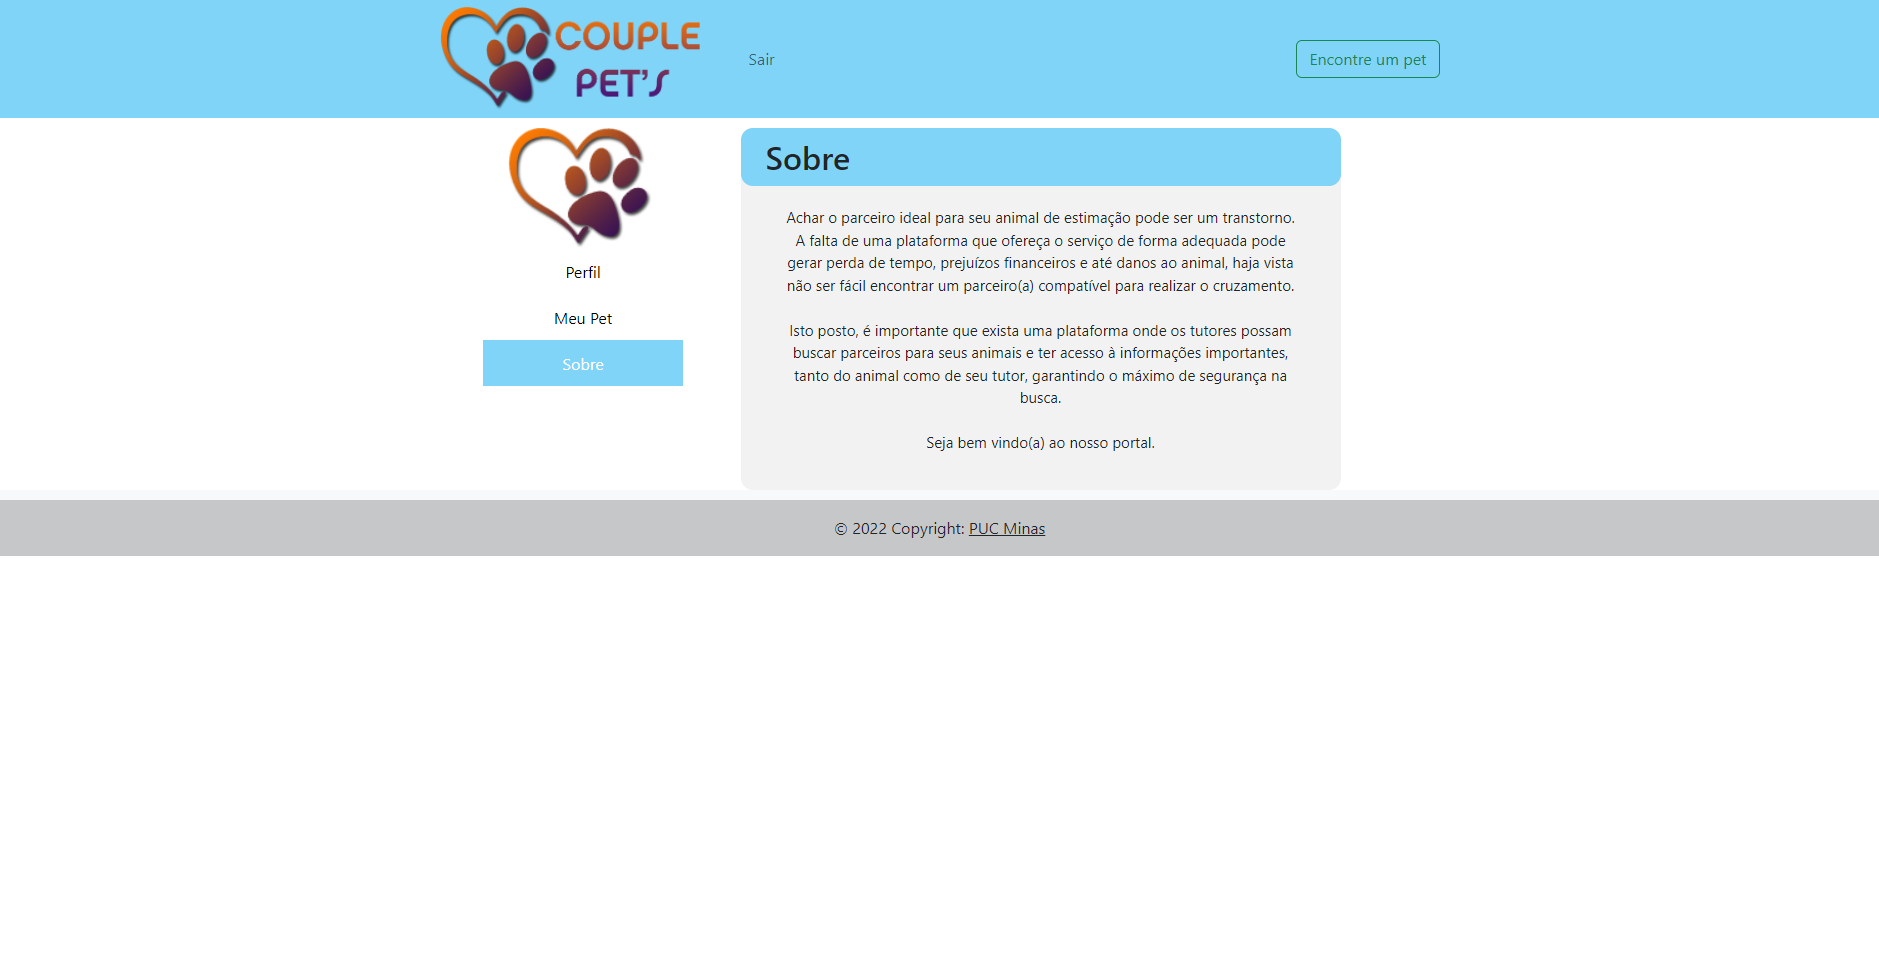 COUPLE
PET'S
Sair
Encontre um pet
Perfil
Meu Pet
Sobre
Sobre
Achar o parceiro ideal para seu animal de estimação pode ser um transtorno.
A falta de uma plataforma que ofereça o serviço de forma adequada pode
gerar perda de tempo, prejuízos financeiros e até danos ao animal, haja vista
não ser fácil encontrar um parceiro(a) compatível para realizar o cruzamento.
Isto posto, é importante que exista uma plataforma onde os tutores possam
buscar parceiros para seus animais e ter acesso à informações importantes,
tanto do animal como de seu tutor, garantindo o máximo de segurança na
busca.
Seja bem vindo(a) ao nosso portal.
© 2022 Copyright: PUC Minas